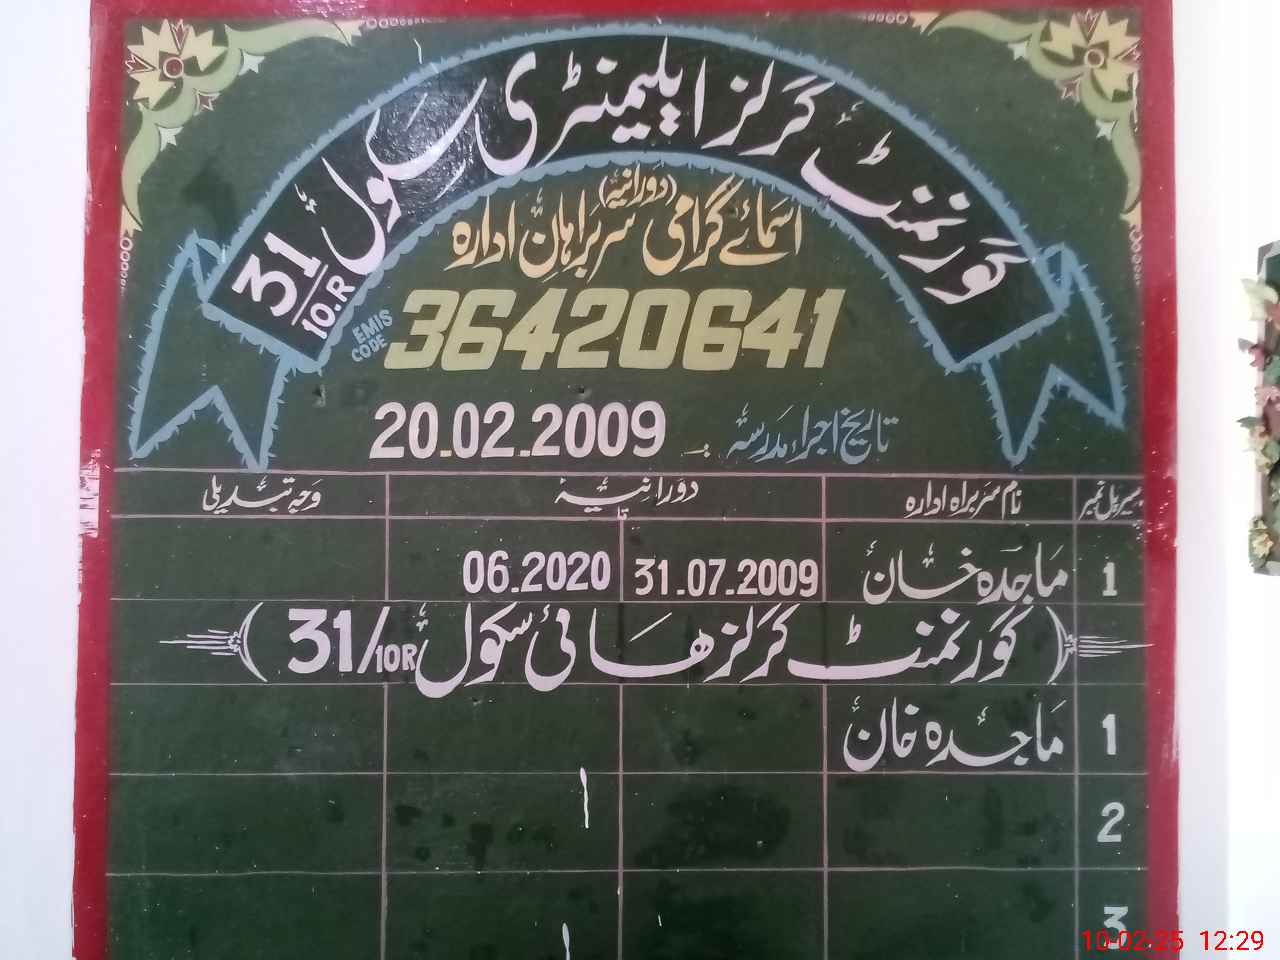 گورنمنٹ گرلز ایلیمنٹری سکول 31/10.R
اسمائے گرامی (دورانیہ) سربراہان ادارہ
EMIS CODE 36420641
تاریخ اجراء مدرسہ :- 20.02.2009
سیریل نمبر نام سربراہ ادارہ دورانیہ وجہ تبدیلی
تا
1 ماجدہ خان 31.07.2009 06.2020
(گورنمنٹ گرلز ہائی سکول 31/10R)
1 ماجدہ خان
2
3
10-02-25 12:29